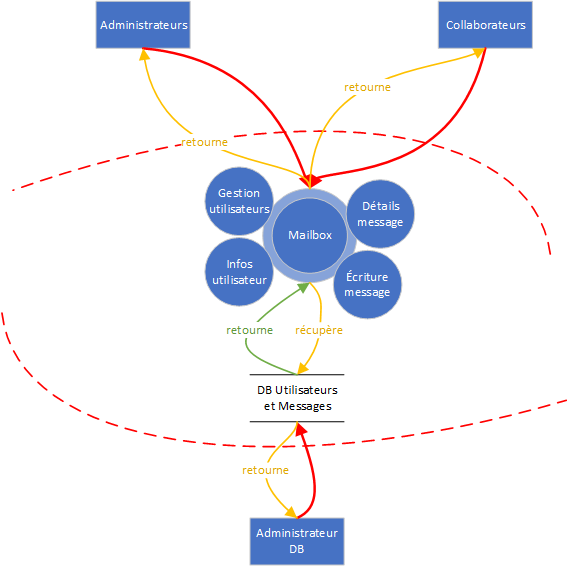 Administrateurs
Collaborateurs
retourne
retourne
Gestion
utilisateurs
Détails
message
Mailbox
Infos
utilisateur
Écriture
message
retourne
récupère
DB Utilisateurs
et Messages
retourne
Administrateur
DB